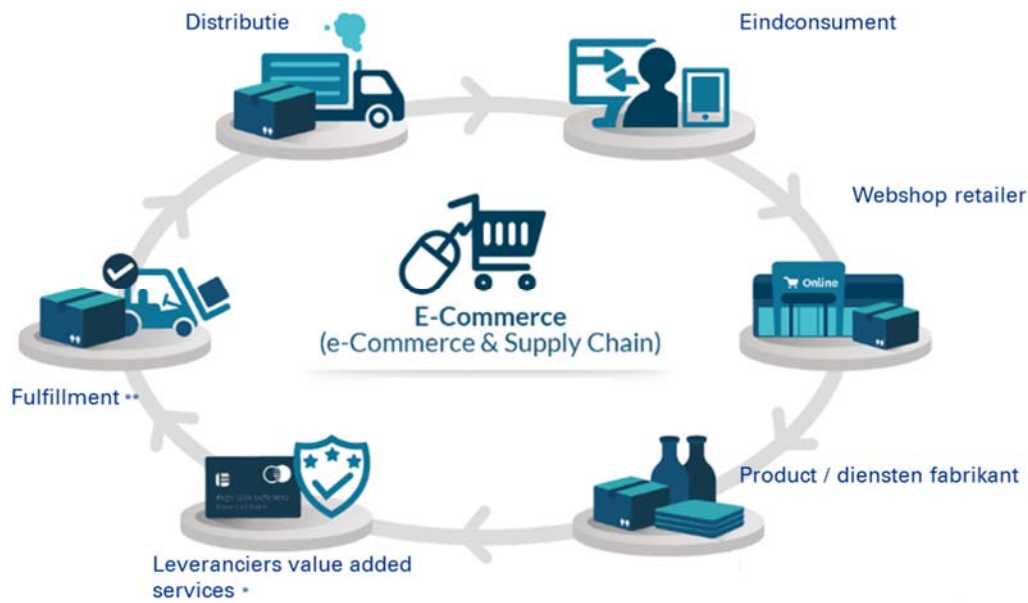 Distributie
Eindconsument
Webshop retailer
Online
E-Commerce
(e-Commerce & Supply Chain)
Fulfillment **
Product / diensten fabrikant
Leveranciers value added
services *